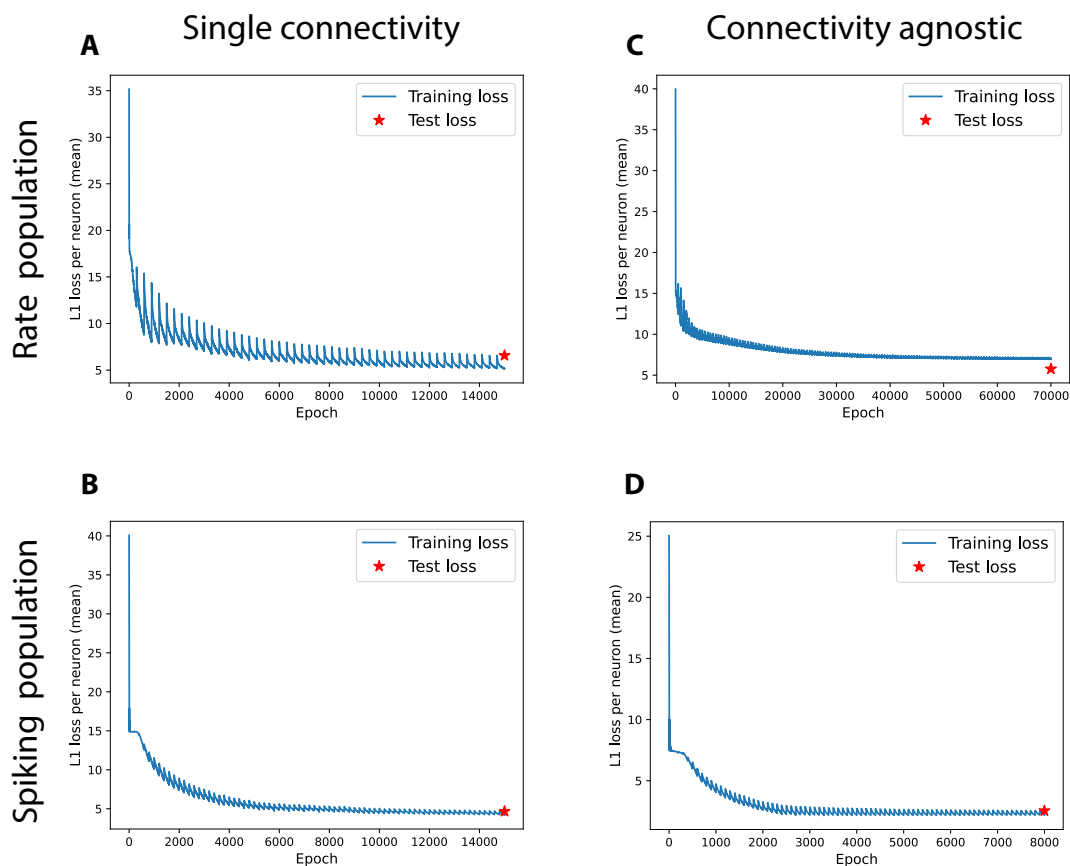 Single connectivity
Connectivity agnostic
Rate population
Spiking population
A
35
30
25
20
15
10
5
L1 loss per neuron (mean)
Training loss
Test loss
0 2000 4000 6000 8000 10000 12000 14000
Epoch
C
40
35
30
25
20
15
10
5
L1 loss per neuron (mean)
Training loss
Test loss
0 10000 20000 30000 40000 50000 60000 70000
Epoch
B
40
35
30
25
20
15
10
5
L1 loss per neuron (mean)
Training loss
Test loss
0 2000 4000 6000 8000 10000 12000 14000
Epoch
D
25
20
15
10
5
L1 loss per neuron (mean)
Training loss
Test loss
0 1000 2000 3000 4000 5000 6000 7000 8000
Epoch